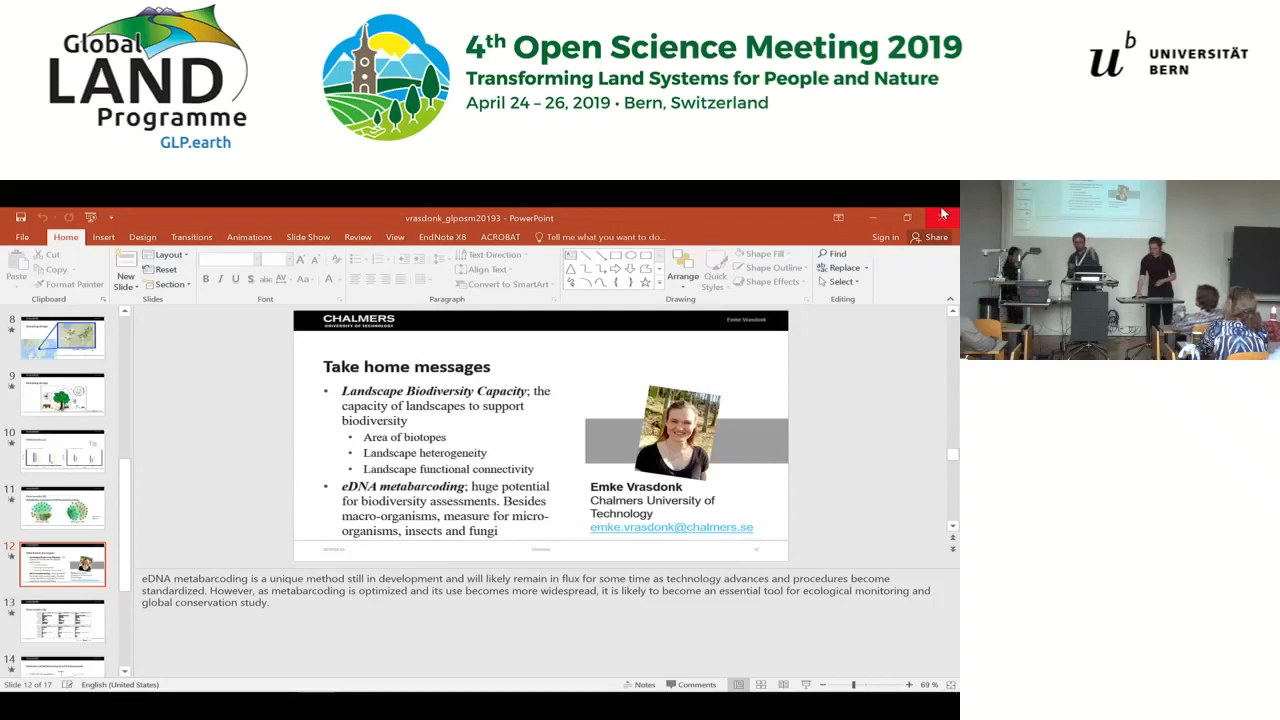 Global
LAND
Programme
GLP.earth
4th Open Science Meeting 2019
Transforming Land Systems for People and Nature
April 24 – 26, 2019 • Bern, Switzerland
u b
UNIVERSITÄT
BERN
vrasdonk_glposm20193 - PowerPoint
File Home Insert Design Transitions Animations Slide Show Review View EndNote X8 ACROBAT Tell me what you want to do... Sign in Share
Paste
Cut
Copy
Format Painter
Clipboard
New
Slide
Layout
Reset
Section
Slides
B I U S abc AV Aa A
Font
Text Direction
Align Text
Convert to SmartArt
Paragraph
Arrange
Quick
Styles
Shape Fill
Shape Outline
Shape Effects
Drawing
Find
Replace
Select
Editing
8
9
10
11
12
13
14
CHALMERS
UNIVERSITY OF TECHNOLOGY
Emke Vrasdonk
Take home messages
• Landscape Biodiversity Capacity; the
capacity of landscapes to support
biodiversity
• Area of biotopes
• Landscape heterogeneity
• Landscape functional connectivity
• eDNA metabarcoding; huge potential
for biodiversity assessments. Besides
macro-organisms, measure for micro-
organisms, insects and fungi
Emke Vrasdonk
Chalmers University of
Technology
emke.vrasdonk@chalmers.se
eDNA metabarcoding is a unique method still in development and will likely remain in flux for some time as technology advances and procedures become
standardized. However, as metabarcoding is optimized and its use becomes more widespread, it is likely to become an essential tool for ecological monitoring and
global conservation study.
Slide 12 of 17 English (United States) Notes Comments 69 %